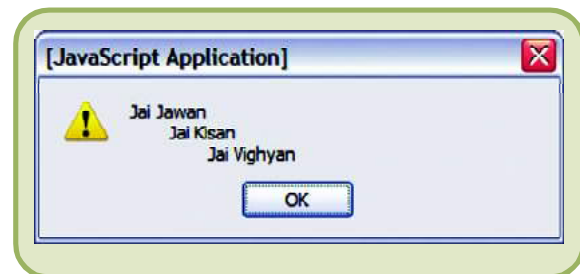 [JavaScript Application]
Jai Jawan
Jai Kisan
Jai Vighyan
OK